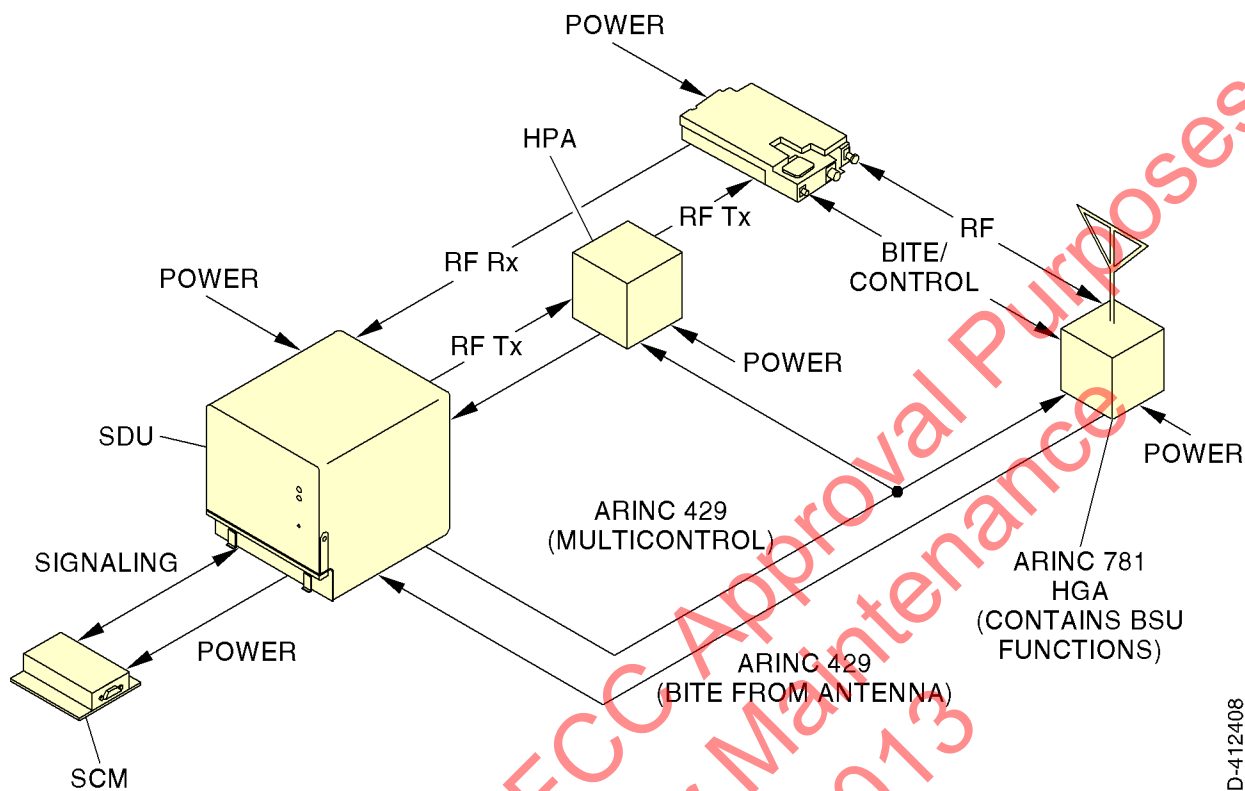 POWER
HPA
RF Tx
RF
BITE/
CONTROL
RF Rx
POWER
RF Tx
POWER
SDU
POWER
ARINC 429
(MULTICONTROL)
ARINC 781
HGA
(CONTAINS BSU
FUNCTIONS)
SIGNALING
POWER
ARINC 429
(BITE FROM ANTENNA)
SCM
D-412408
FCC Approval Purposes
Maintenance
2013